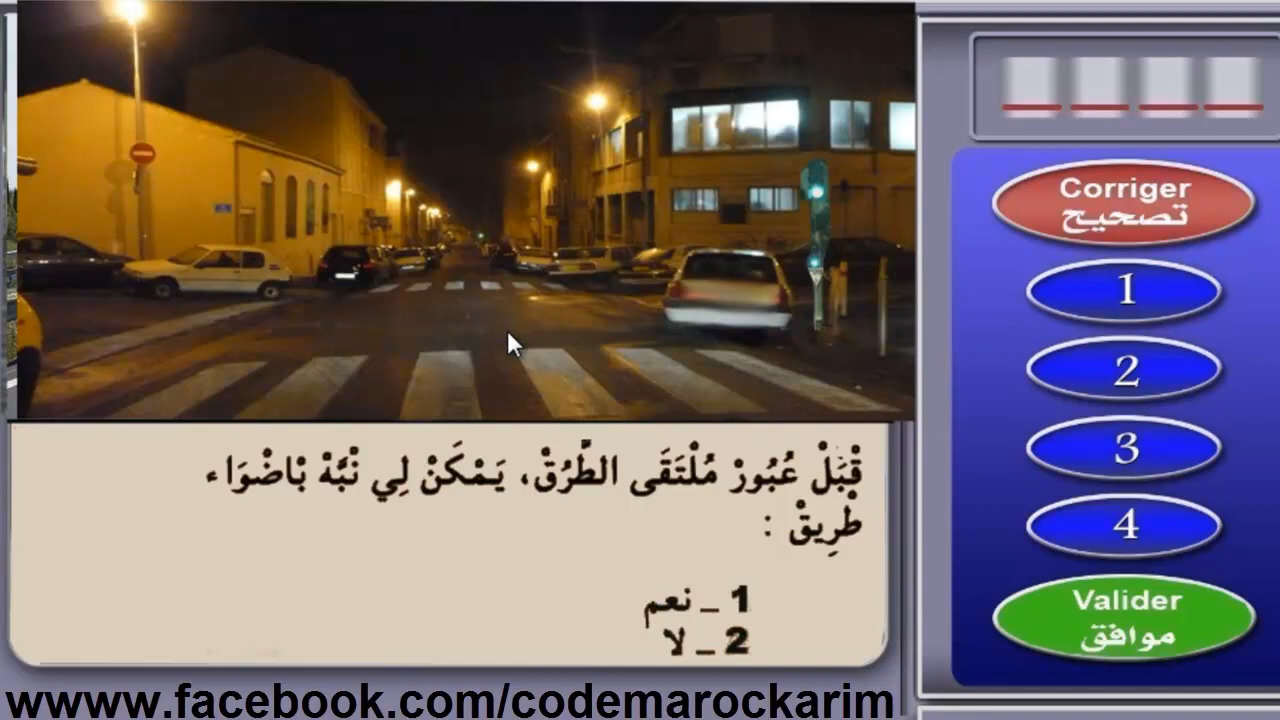 Corriger
تصحيح
1
2
3
4
Valider
موافق
قْبَلْ عُبُورْ مُلْتَقَى الطُّرُقْ، يَمْكَنْ لِي نْبَّهْ بْاضْوَاء
طْرِيقْ :
1 _ نعم
2 _ لا
www.facebook.com/codemarockarim